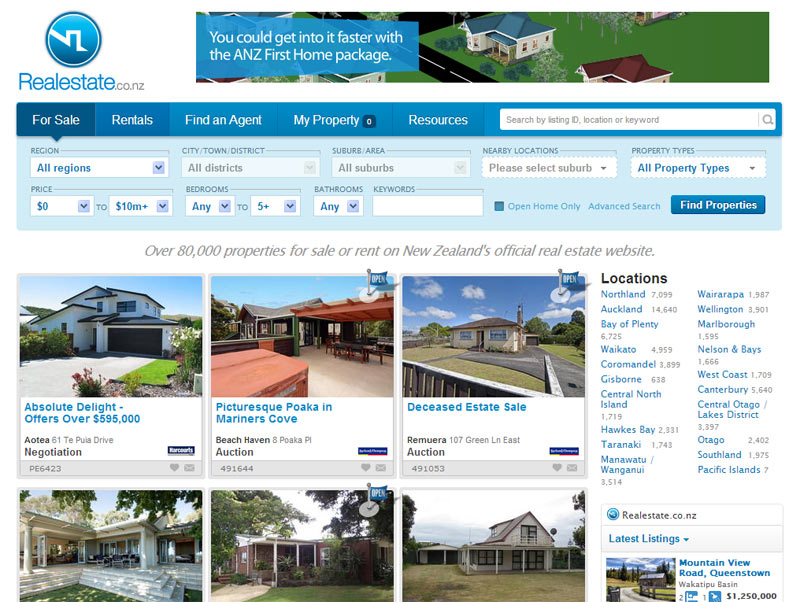 You could get into it faster with
the ANZ First Home package.
Realestate.co.nz
For Sale Rentals Find an Agent My Property 0 Resources Search by listing ID, location or keyword
REGION CITY/TOWN/DISTRICT SUBURB/AREA NEARBY LOCATIONS PROPERTY TYPES
All regions All districts All suburbs Please select suburb All Property Types
PRICE BEDROOMS BATHROOMS KEYWORDS
$0 TO $10m+ Any TO 5+ Any Open Home Only Advanced Search Find Properties
Over 80,000 properties for sale or rent on New Zealand's official real estate website.
OPEN OPEN
Absolute Delight -
Offers Over $595,000
Aotea 61 Te Puia Drive
Negotiation Harcourts
PE6423
Picturesque Poaka in
Mariners Cove
Beach Haven 8 Poaka Pl
Auction
491644
Deceased Estate Sale
Remuera 107 Green Ln East
Auction
491053
OPEN
Locations
Northland 7,099
Auckland 14,640
Bay of Plenty
6,725
Waikato 4,959
Coromandel 3,899
Gisborne 638
Central North
Island
1,719
Hawkes Bay 2,331
Taranaki 1,743
Manawatu /
Wanganui
3,514
Wairarapa 1,987
Wellington 3,901
Marlborough
1,595
Nelson & Bays
1,666
West Coast 1,709
Canterbury 5,640
Central Otago /
Lakes District
3,397
Otago 2,402
Southland 1,975
Pacific Islands 7
Realestate.co.nz
Latest Listings
Mountain View
Road, Queenstown
Wakatipu Basin
2 1 $1,250,000